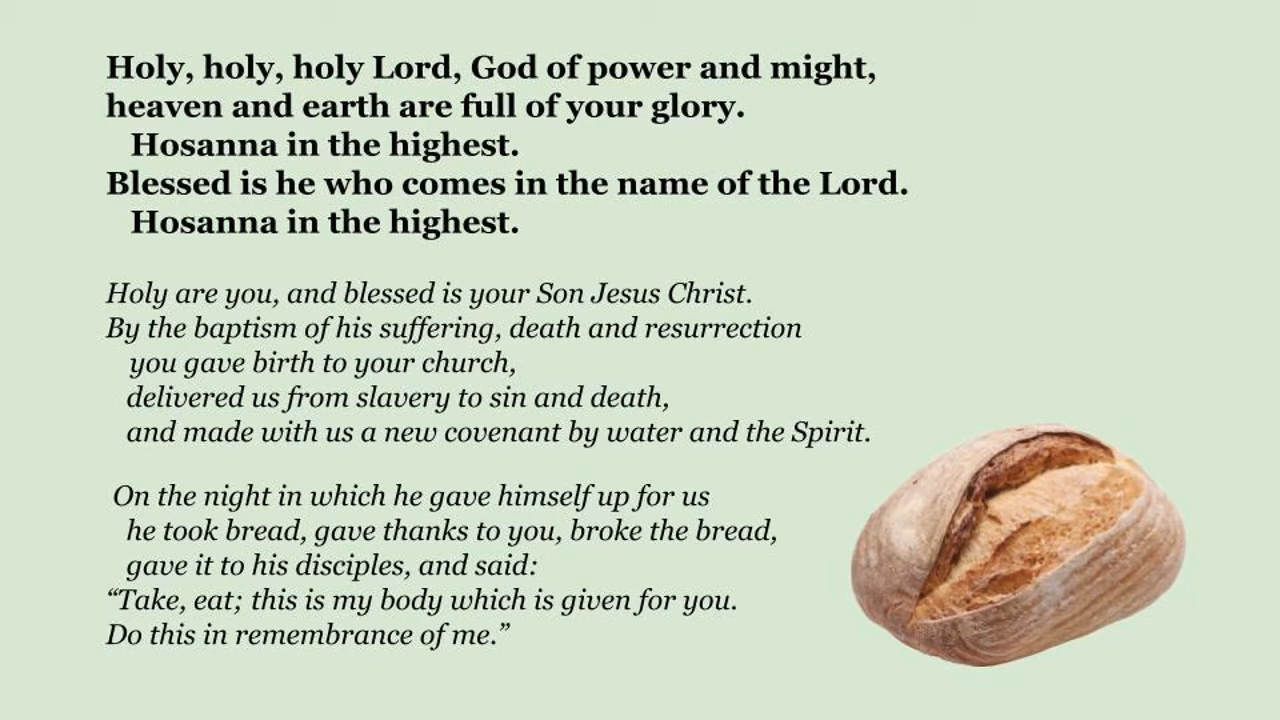 Holy, holy, holy Lord, God of power and might,
heaven and earth are full of your glory.
Hosanna in the highest.
Blessed is he who comes in the name of the Lord.
Hosanna in the highest.
Holy are you, and blessed is your Son Jesus Christ.
By the baptism of his suffering, death and resurrection
you gave birth to your church,
delivered us from slavery to sin and death,
and made with us a new covenant by water and the Spirit.
On the night in which he gave himself up for us
he took bread, gave thanks to you, broke the bread,
gave it to his disciples, and said:
“Take, eat; this is my body which is given for you.
Do this in remembrance of me.”